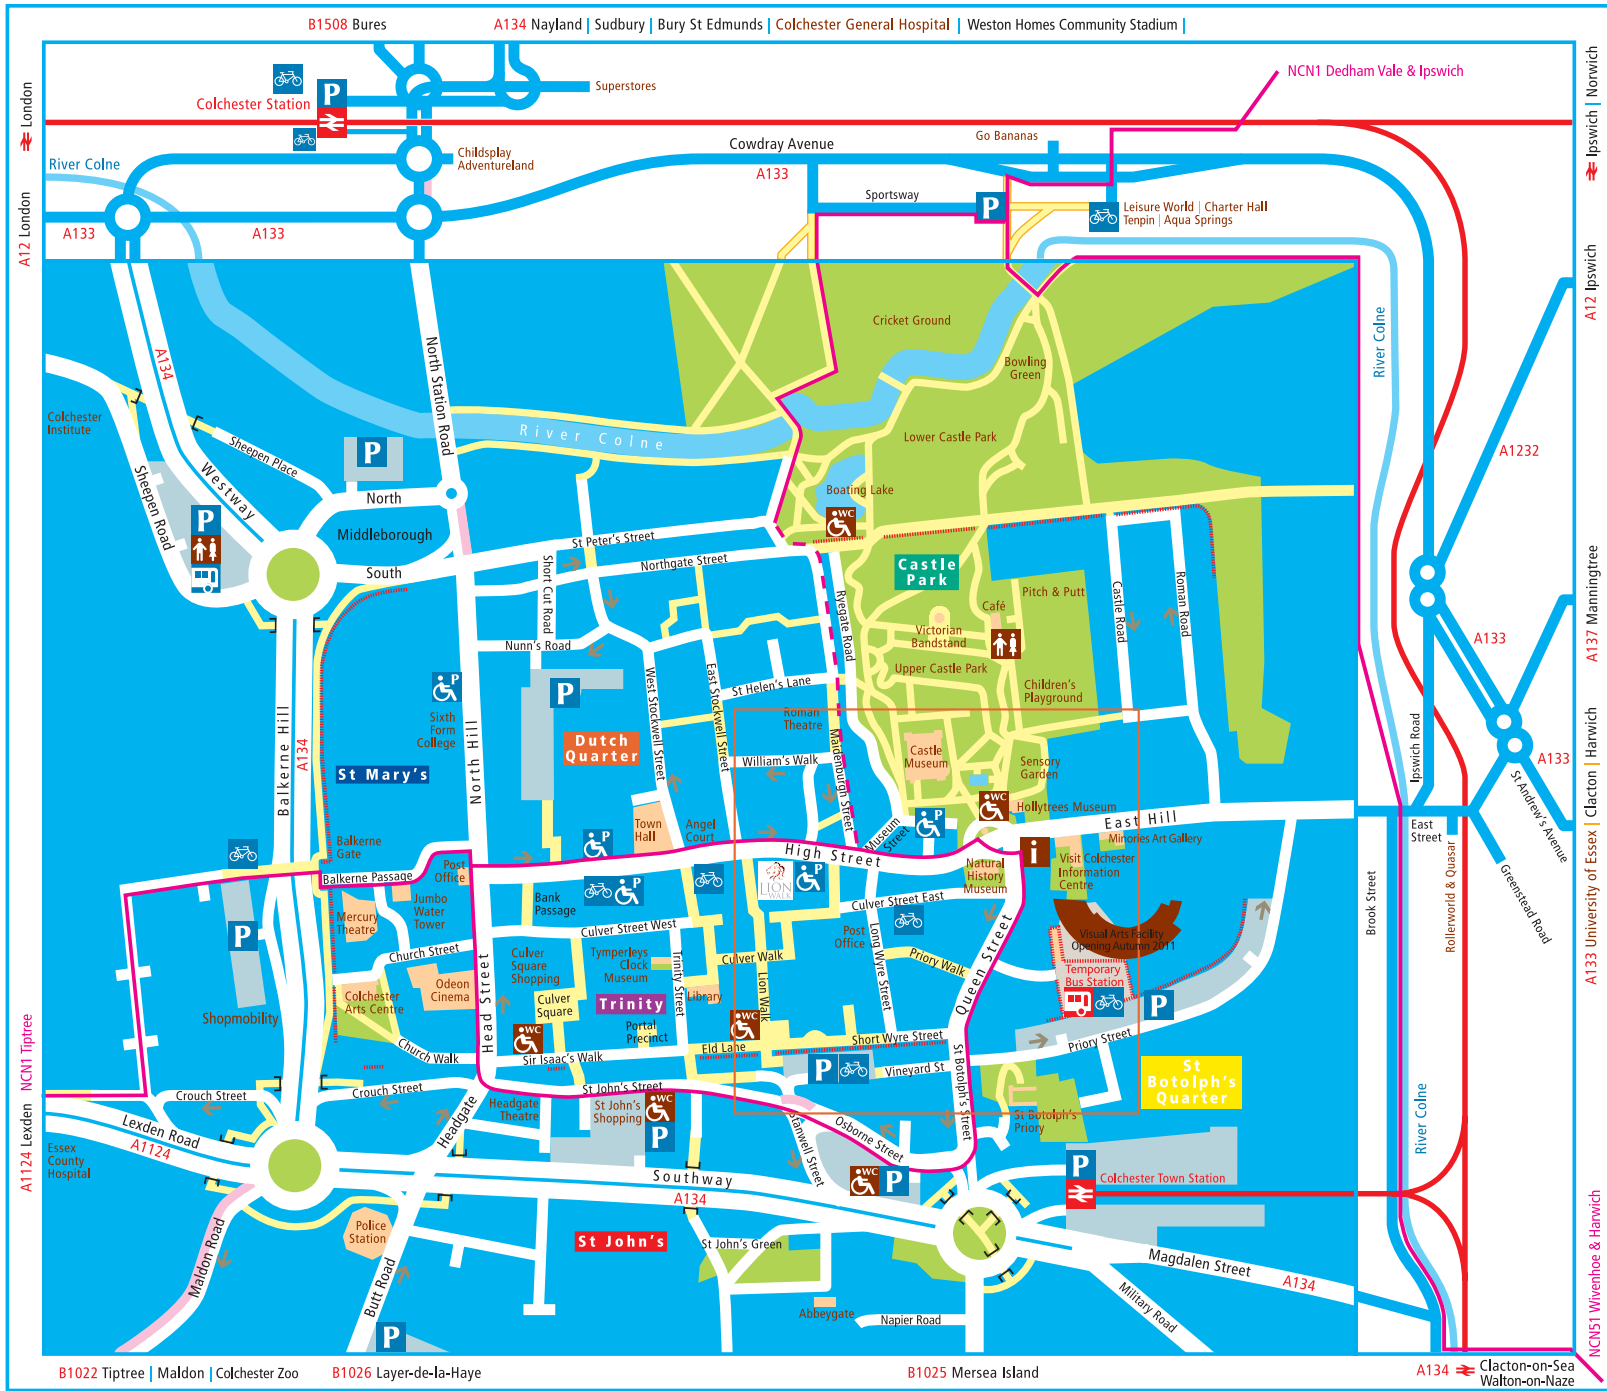 B1508 Bures
A134 Nayland | Sudbury | Bury St Edmunds | Colchester General Hospital | Weston Homes Community Stadium |
London
A12 London
NCN1 Tiptree
A1124 Lexden
Ipswich | Norwich
A12 Ipswich
A137 Manningtree
A133 University of Essex | Clacton | Harwich
NCN51 Wivenhoe & Harwich
NCN1 Dedham Vale & Ipswich
P
Colchester Station
Superstores
River Colne
Childsplay
Adventureland
Cowdray Avenue
A133
Go Bananas
Sportsway
P
Leisure World | Charter Hall
Tenpin | Aqua Springs
A133
A133
Cricket Ground
River Colne
A134
North Station Road
Bowling
Green
Colchester
Institute
Sheepen Place
River Colne
Lower Castle Park
A1232
P
Westway
Sheepen Road
North
Boating Lake
WC
P
Middleborough
South
St Peter's Street
Northgate Street
Short Cut Road
Castle
Park
Café
Pitch & Putt
Castle Road
Roman Road
Ryegate Road
Victorian
Bandstand
Upper Castle Park
Children's
Playground
A133
Nunn's Road
St Helen's Lane
West Stockwell Street
East Stockwell Street
P
P
Sixth
Form
College
Roman
Theatre
Dutch
Quarter
St Mary's
Balkerne Hill
A134
North Hill
Maidenburgh Street
William's Walk
Castle
Museum
Sensory
Garden
Ipswich Road
A133
St Andrew's Avenue
WC
Hollytrees Museum
East Hill
Minories Art Gallery
East
Street
Town
Hall
Angel
Court
P
P
Museum
Street
High Street
Balkerne
Gate
Balkerne Passage
Post
Office
LION
WALK
P
P
Natural
History
Museum
i
Visit Colchester
Information
Centre
Rollerworld & Quasar
Greenstead Road
Brook Street
Jumbo
Water
Tower
Mercury
Theatre
Bank
Passage
Culver Street West
Culver Street East
Post
Office
Long Wyre Street
Queen Street
Visual Arts Facility
Opening Autumn 2011
P
Church Street
Culver
Square
Shopping
Tymperleys
Clock
Museum
Trinity Street
Culver Walk
Lion Walk
Priory Walk
Temporary
Bus Station
P
Odeon
Cinema
Colchester
Arts Centre
Head Street
Culver
Square
Trinity
Library
Shopmobility
Portal
Precinct
WC
WC
Eld Lane
Short Wyre Street
Priory Street
Church Walk
Sir Isaac's Walk
P
Vineyard St
St Botolph's Street
St
Botolph's
Quarter
Crouch Street
Crouch Street
St John's Street
Headgate
Headgate
Theatre
St John's
Shopping
WC
P
Stanwell Street
Osborne Street
St Botolph's
Priory
River Colne
Lexden Road
A1124
Essex
County
Hospital
WC
P
P
Colchester Town Station
Southway
A134
Maldon Road
Police
Station
Butt Road
St John's
St John's Green
Magdalen Street
A134
Military Road
Abbeygate
Napier Road
P
B1022 Tiptree | Maldon | Colchester Zoo
B1026 Layer-de-la-Haye
B1025 Mersea Island
A134 Clacton-on-Sea
Walton-on-Naze